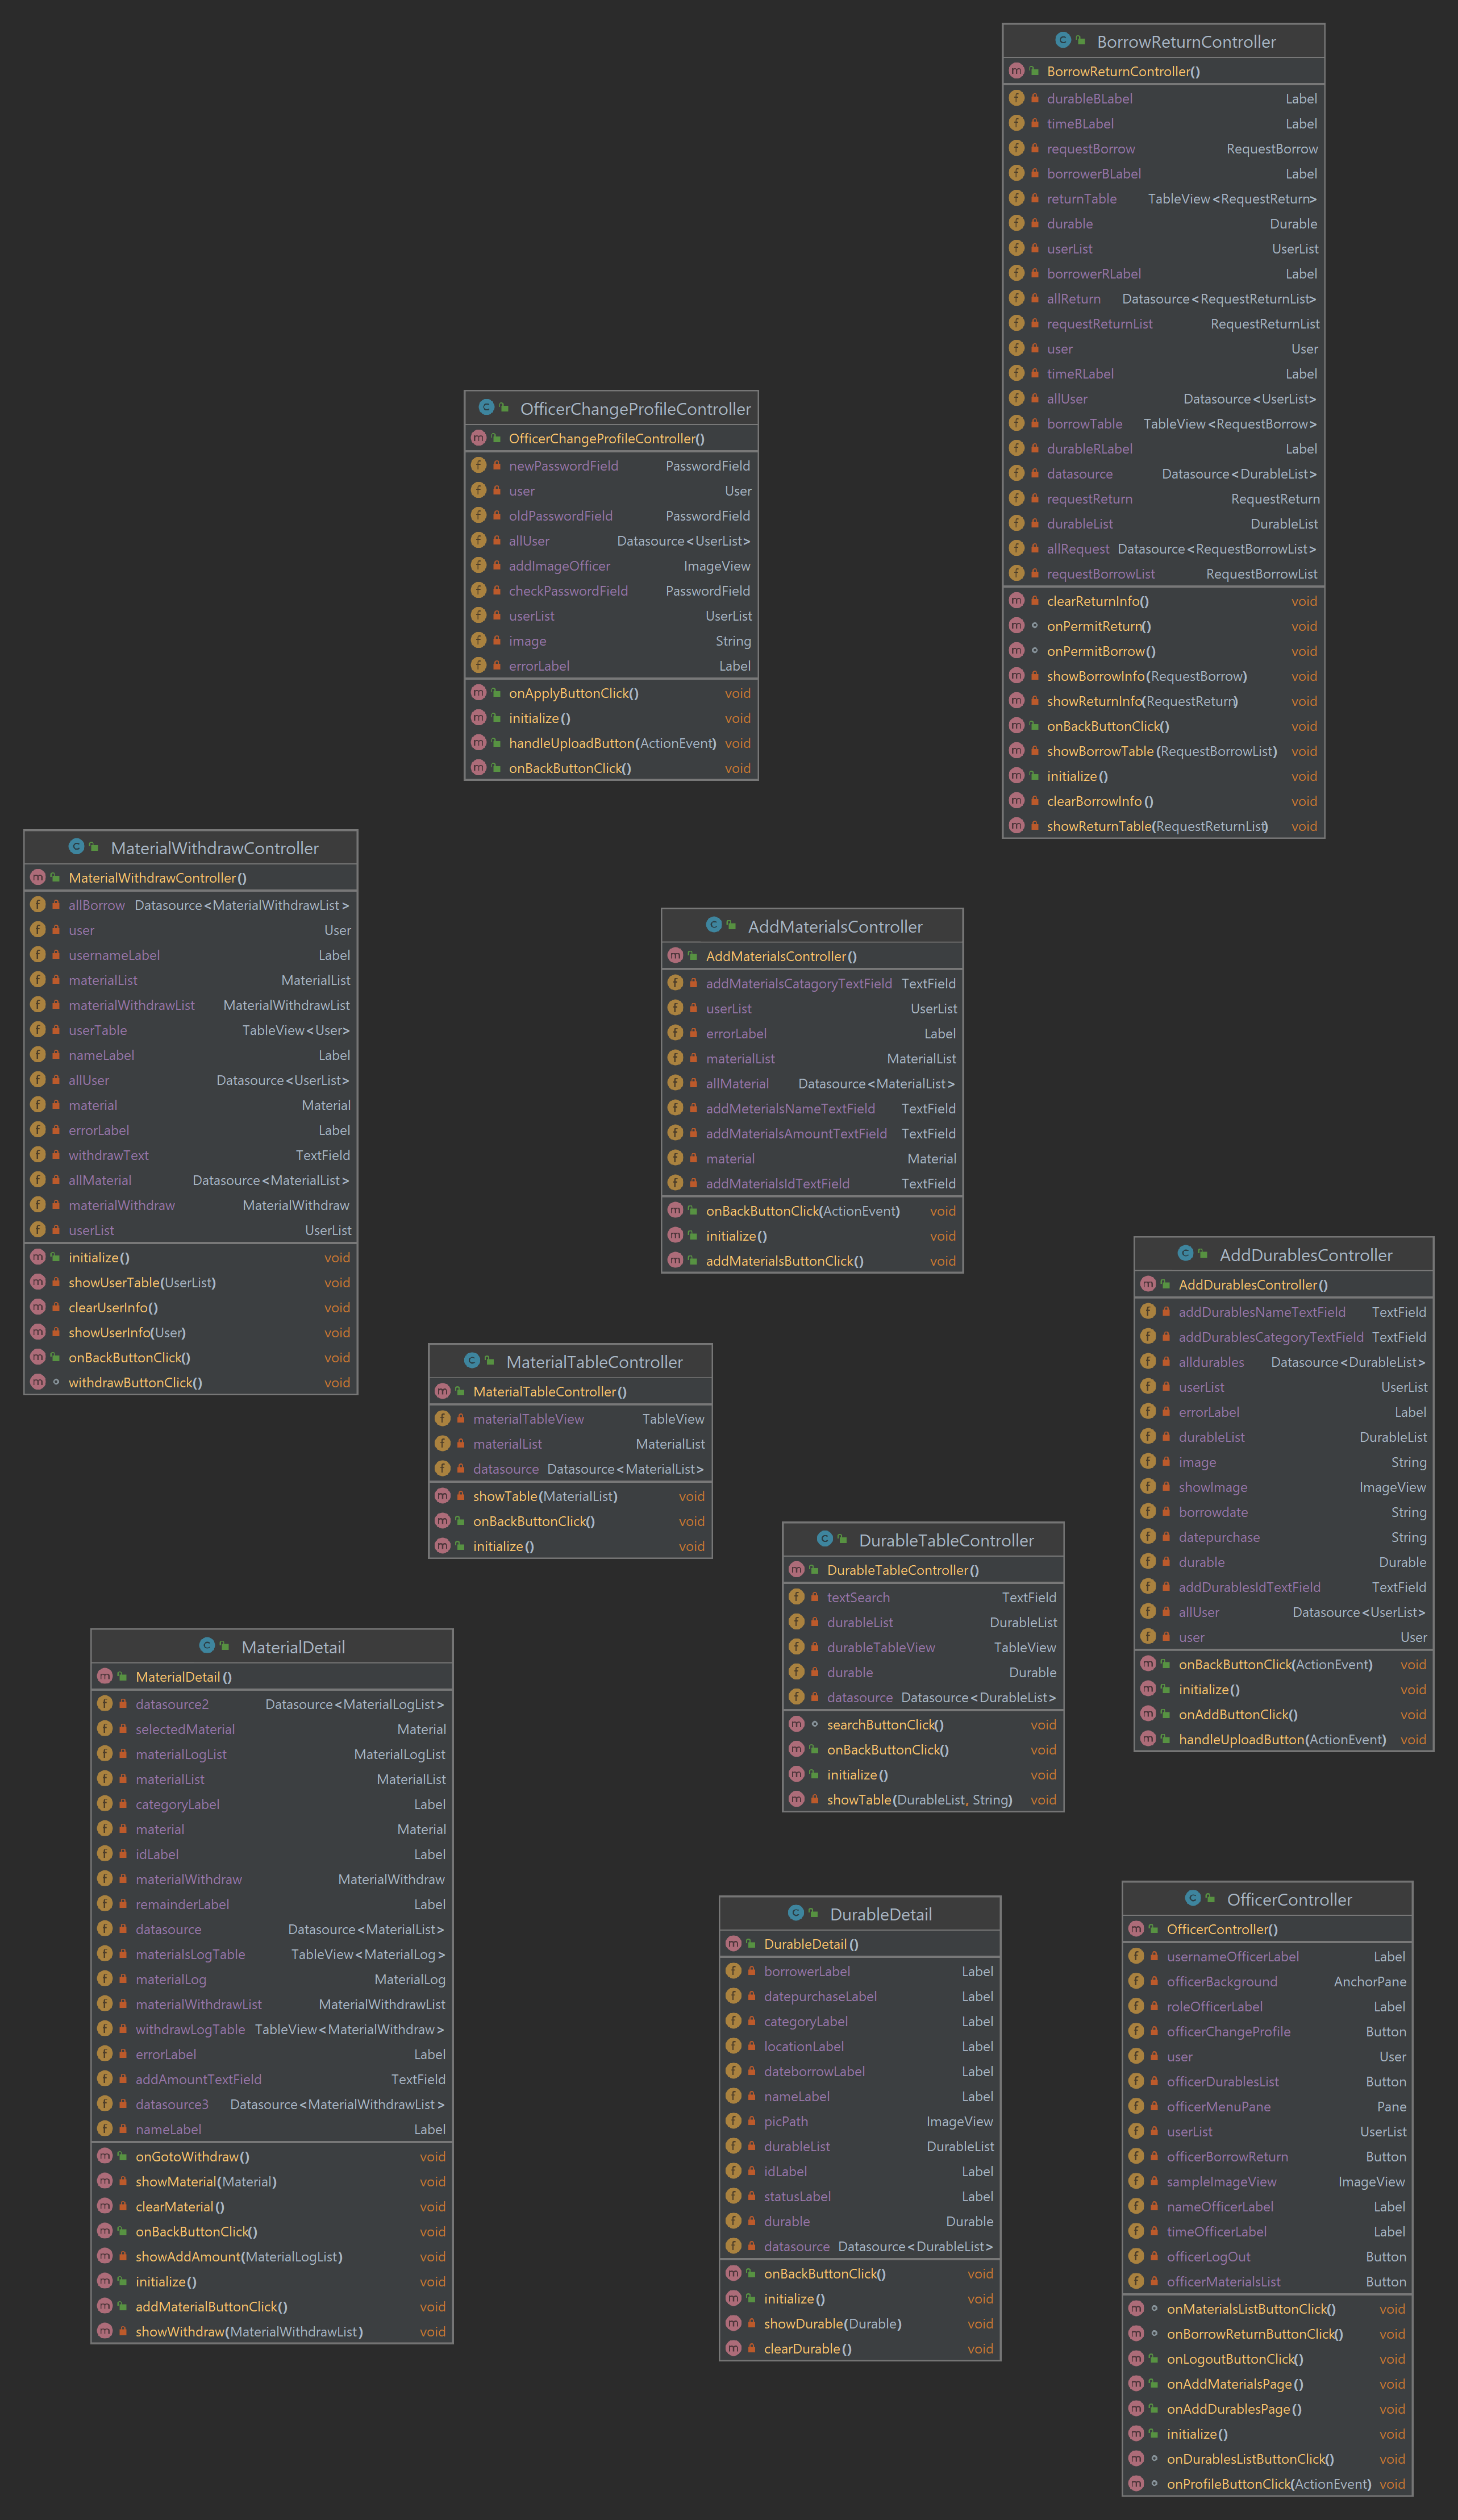 BorrowReturnController
BorrowReturnController()
durableBLabel Label
timeBLabel Label
requestBorrow RequestBorrow
borrowerBLabel Label
returnTable TableView<RequestReturn>
durable Durable
userList UserList
borrowerRLabel Label
allReturn Datasource<RequestReturnList>
requestReturnList RequestReturnList
user User
timeRLabel Label
allUser Datasource<UserList>
borrowTable TableView<RequestBorrow>
durableRLabel Label
datasource Datasource<DurableList>
requestReturn RequestReturn
durableList DurableList
allRequest Datasource<RequestBorrowList>
requestBorrowList RequestBorrowList
clearReturnInfo() void
onPermitReturn() void
onPermitBorrow() void
showBorrowInfo(RequestBorrow) void
showReturnInfo(RequestReturn) void
onBackButtonClick() void
showBorrowTable(RequestBorrowList) void
initialize() void
clearBorrowInfo() void
showReturnTable(RequestReturnList) void
OfficerChangeProfileController
OfficerChangeProfileController()
newPasswordField PasswordField
user User
oldPasswordField PasswordField
allUser Datasource<UserList>
addImageOfficer ImageView
checkPasswordField PasswordField
userList UserList
image String
errorLabel Label
onApplyButtonClick() void
initialize() void
handleUploadButton(ActionEvent) void
onBackButtonClick() void
MaterialWithdrawController
MaterialWithdrawController()
allBorrow Datasource<MaterialWithdrawList>
user User
usernameLabel Label
materialList MaterialList
materialWithdrawList MaterialWithdrawList
userTable TableView<User>
nameLabel Label
allUser Datasource<UserList>
material Material
errorLabel Label
withdrawText TextField
allMaterial Datasource<MaterialList>
materialWithdraw MaterialWithdraw
userList UserList
initialize() void
showUserTable(UserList) void
clearUserInfo() void
showUserInfo(User) void
onBackButtonClick() void
withdrawButtonClick() void
AddMaterialsController
AddMaterialsController()
addMaterialsCatagoryTextField TextField
userList UserList
errorLabel Label
materialList MaterialList
allMaterial Datasource<MaterialList>
addMeterialsNameTextField TextField
addMaterialsAmountTextField TextField
material Material
addMaterialsIdTextField TextField
onBackButtonClick(ActionEvent) void
initialize() void
addMaterialsButtonClick() void
AddDurablesController
AddDurablesController()
addDurablesNameTextField TextField
addDurablesCategoryTextField TextField
alldurables Datasource<DurableList>
userList UserList
errorLabel Label
durableList DurableList
image String
showImage ImageView
borrowdate String
datepurchase String
durable Durable
addDurablesIdTextField TextField
allUser Datasource<UserList>
user User
onBackButtonClick(ActionEvent) void
initialize() void
onAddButtonClick() void
handleUploadButton(ActionEvent) void
MaterialTableController
MaterialTableController()
materialTableView TableView
materialList MaterialList
datasource Datasource<MaterialList>
showTable(MaterialList) void
onBackButtonClick() void
initialize() void
DurableTableController
DurableTableController()
textSearch TextField
durableList DurableList
durableTableView TableView
durable Durable
datasource Datasource<DurableList>
searchButtonClick() void
onBackButtonClick() void
initialize() void
showTable(DurableList, String) void
MaterialDetail
MaterialDetail()
datasource2 Datasource<MaterialLogList>
selectedMaterial Material
materialLogList MaterialLogList
materialList MaterialList
categoryLabel Label
material Material
idLabel Label
materialWithdraw MaterialWithdraw
remainderLabel Label
datasource Datasource<MaterialList>
materialsLogTable TableView<MaterialLog>
materialLog MaterialLog
materialWithdrawList MaterialWithdrawList
withdrawLogTable TableView<MaterialWithdraw>
errorLabel Label
addAmountTextField TextField
datasource3 Datasource<MaterialWithdrawList>
nameLabel Label
onGotoWithdraw() void
showMaterial(Material) void
clearMaterial() void
onBackButtonClick() void
showAddAmount(MaterialLogList) void
initialize() void
addMaterialButtonClick() void
showWithdraw(MaterialWithdrawList) void
DurableDetail
DurableDetail()
borrowerLabel Label
datepurchaseLabel Label
categoryLabel Label
locationLabel Label
dateborrowLabel Label
nameLabel Label
picPath ImageView
durableList DurableList
idLabel Label
statusLabel Label
durable Durable
datasource Datasource<DurableList>
onBackButtonClick() void
initialize() void
showDurable(Durable) void
clearDurable() void
OfficerController
OfficerController()
usernameOfficerLabel Label
officerBackground AnchorPane
roleOfficerLabel Label
officerChangeProfile Button
user User
officerDurablesList Button
officerMenuPane Pane
userList UserList
officerBorrowReturn Button
sampleImageView ImageView
nameOfficerLabel Label
timeOfficerLabel Label
officerLogOut Button
officerMaterialsList Button
onMaterialsListButtonClick() void
onBorrowReturnButtonClick() void
onLogoutButtonClick() void
onAddMaterialsPage() void
onAddDurablesPage() void
initialize() void
onDurablesListButtonClick() void
onProfileButtonClick(ActionEvent) void